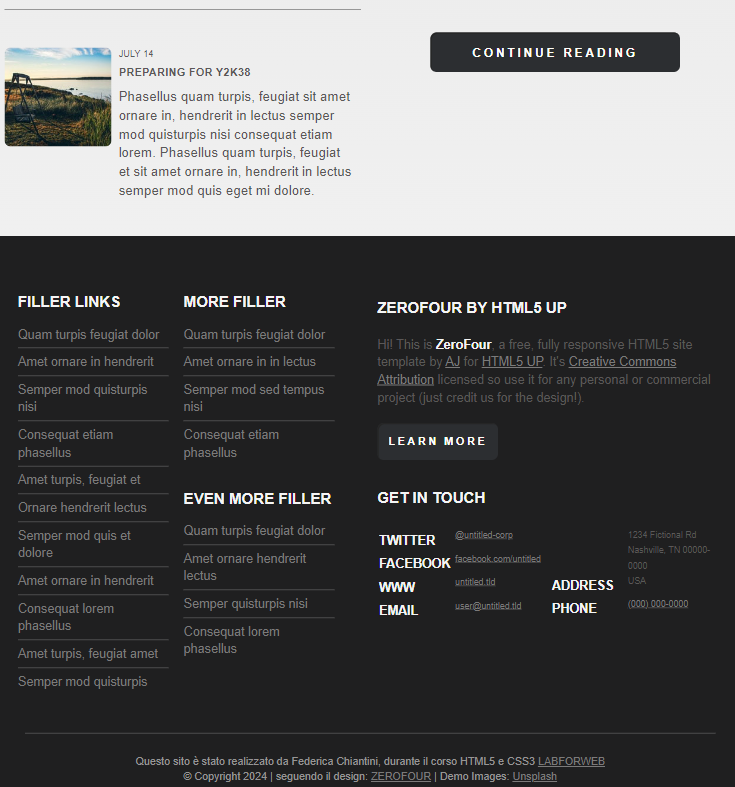 JULY 14
PREPARING FOR Y2K38
Phasellus quam turpis, feugiat sit amet
ornare in, hendrerit in lectus semper
mod quisturpis nisi consequat etiam
lorem. Phasellus quam turpis, feugiat
et sit amet ornare in, hendrerit in lectus
semper mod quis eget mi dolore.
CONTINUE READING
FILLER LINKS
Quam turpis feugiat dolor
Amet ornare in hendrerit
Semper mod quisturpis
nisi
Consequat etiam
phasellus
Amet turpis, feugiat et
Ornare hendrerit lectus
Semper mod quis et
dolore
Amet ornare in hendrerit
Consequat lorem
phasellus
Amet turpis, feugiat amet
Semper mod quisturpis
MORE FILLER
Quam turpis feugiat dolor
Amet ornare in in lectus
Semper mod sed tempus
nisi
Consequat etiam
phasellus
EVEN MORE FILLER
Quam turpis feugiat dolor
Amet ornare hendrerit
lectus
Semper quisturpis nisi
Consequat lorem
phasellus
ZEROFOUR BY HTML5 UP
Hi! This is ZeroFour, a free, fully responsive HTML5 site
template by AJ for HTML5 UP. It's Creative Commons
Attribution licensed so use it for any personal or commercial
project (just credit us for the design!).
LEARN MORE
GET IN TOUCH
TWITTER @untitled-corp
FACEBOOK facebook.com/untitled
WWW untitled.tld
EMAIL user@untitled.tld
ADDRESS
1234 Fictional Rd
Nashville, TN 00000-
0000
USA
PHONE (000) 000-0000
Questo sito è stato realizzato da Federica Chiantini, durante il corso HTML5 e CSS3 LABFORWEB
© Copyright 2024 | seguendo il design: ZEROFOUR | Demo Images: Unsplash